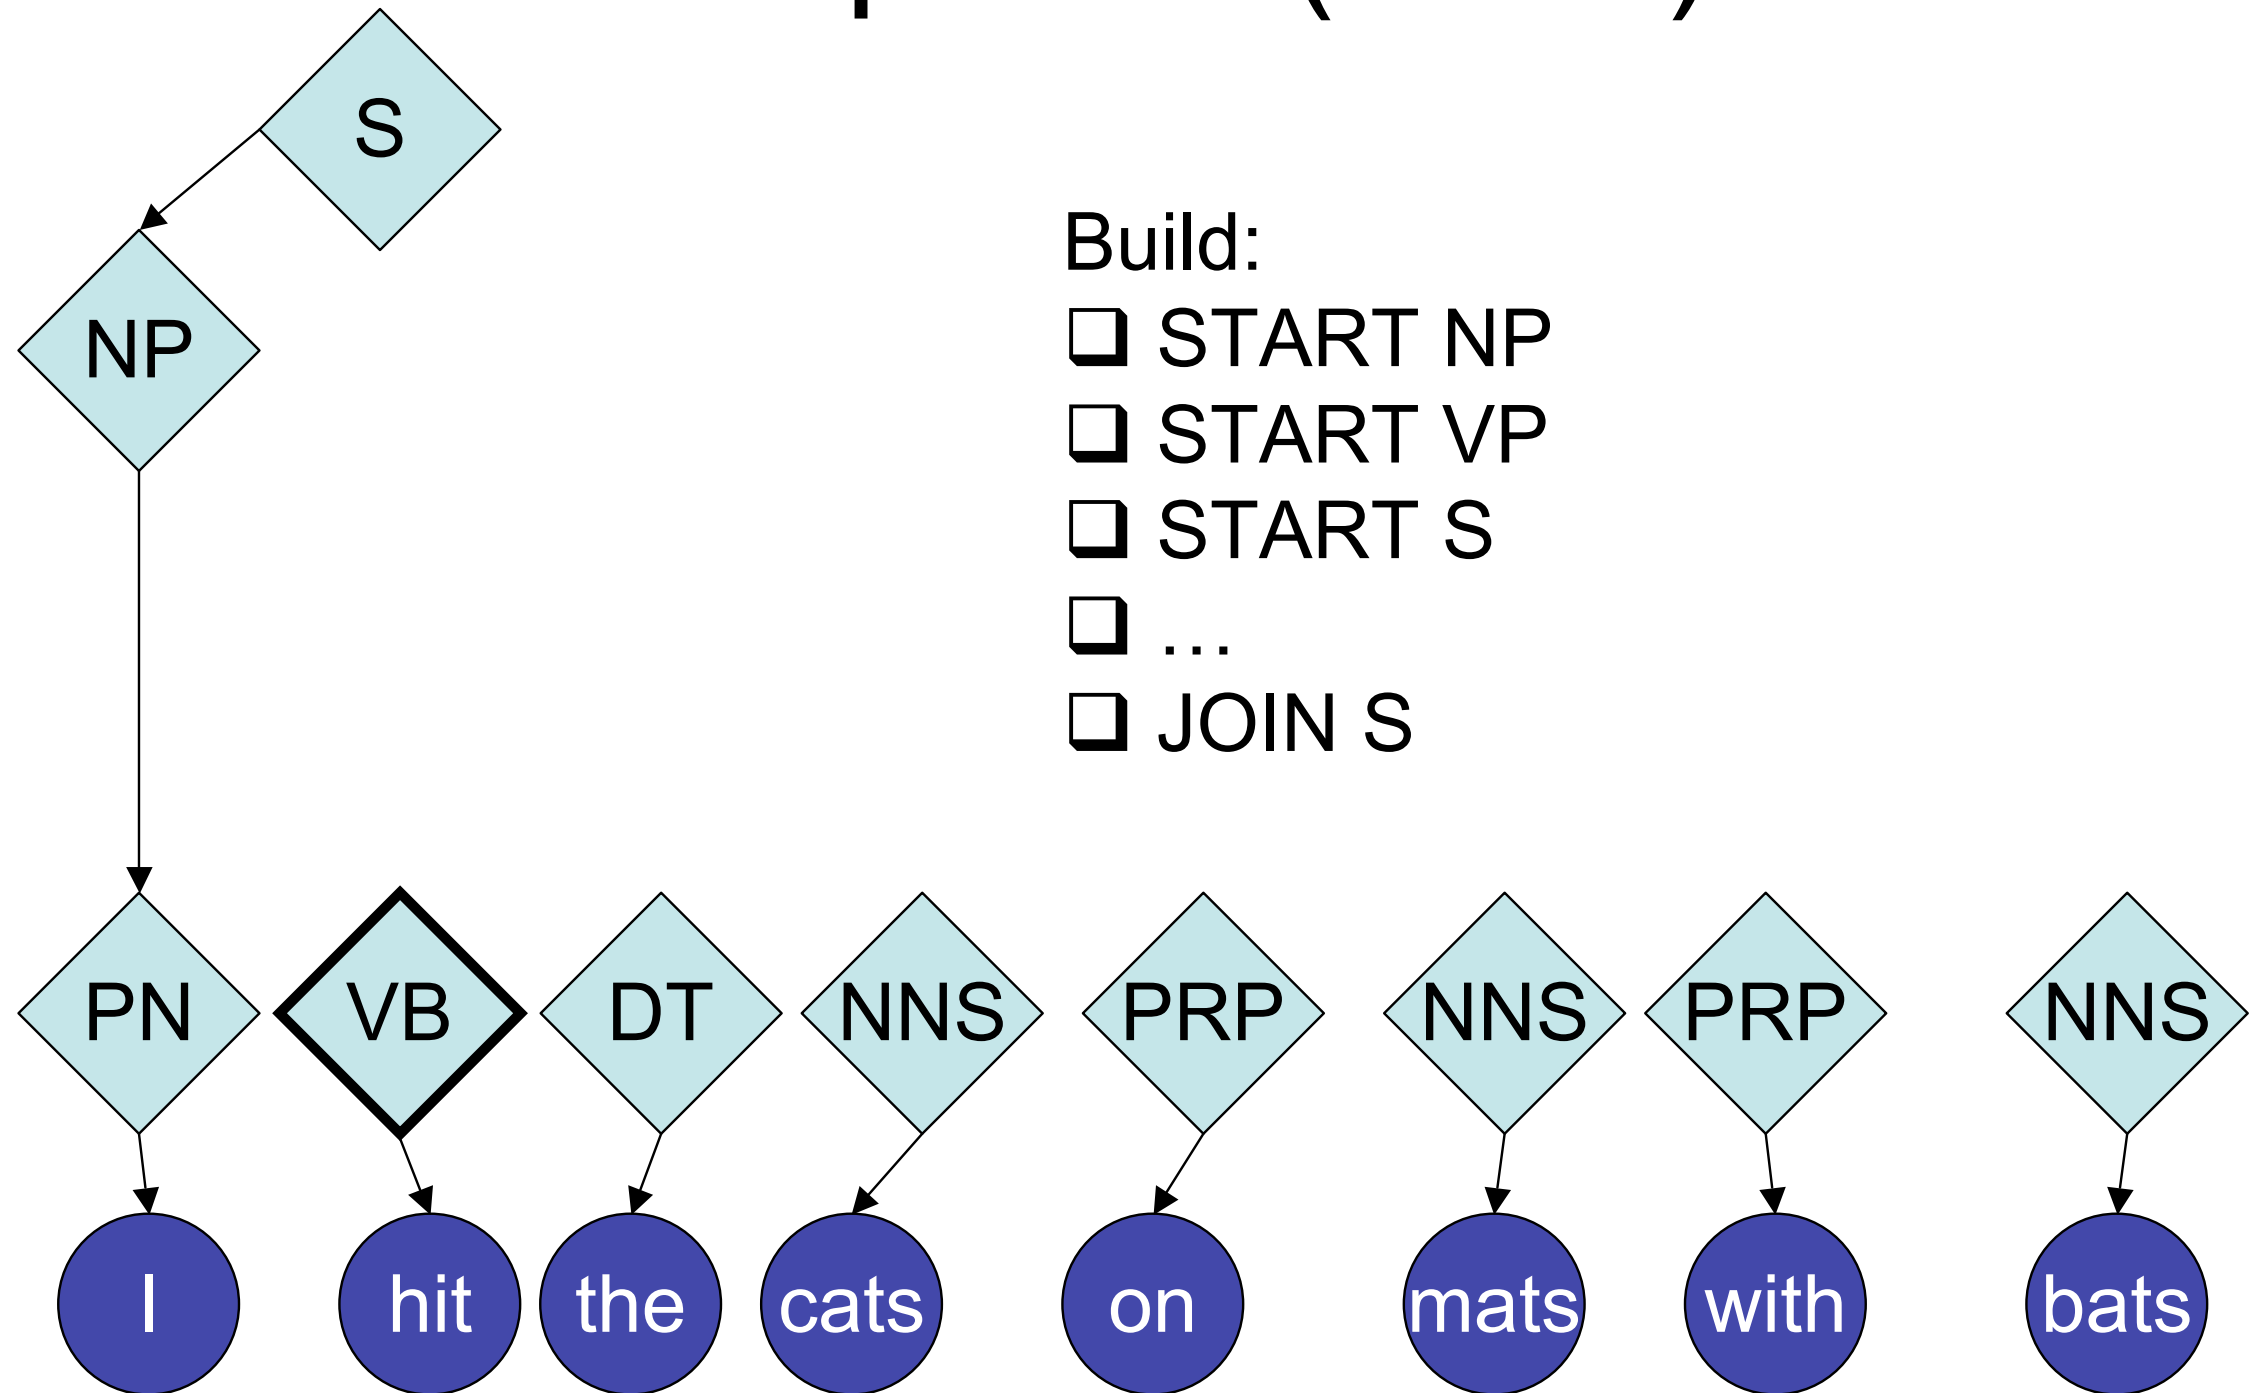 S
NP
Build:
❑ START NP
❑ START VP
❑ START S
❑ …
❑ JOIN S
PN VB DT NNS PRP NNS PRP NNS
I hit the cats on mats with bats